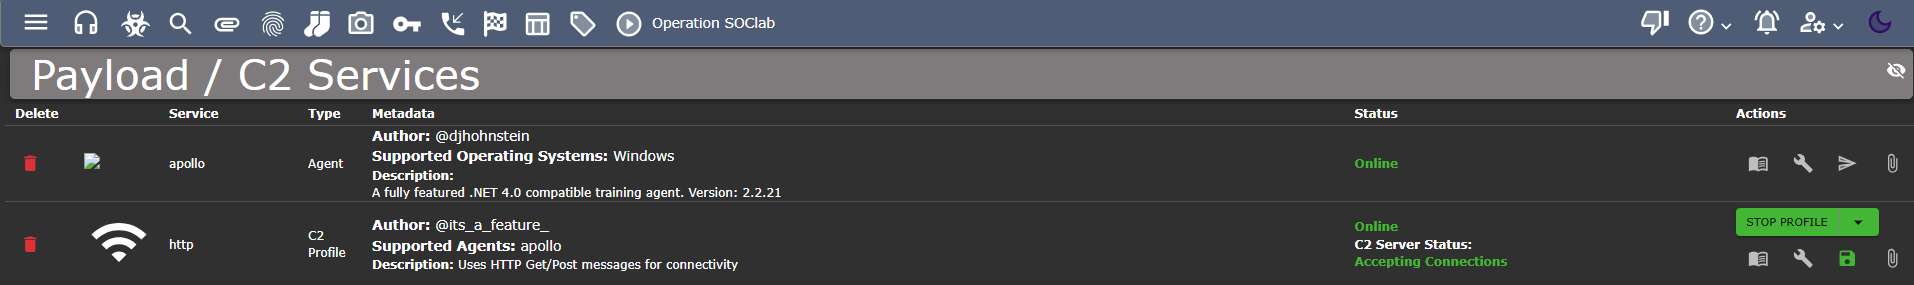 Operation SOClab
Payload / C2 Services
Delete Service Type Metadata Status Actions
Author: @djhohnstein
Supported Operating Systems: Windows
apollo Agent Online
Description:
A fully featured .NET 4.0 compatible training agent. Version: 2.2.21
Author: @its_a_feature_
Online
STOP PROFILE
http
C2
Profile
Supported Agents: apollo
C2 Server Status:
Description: Uses HTTP Get/Post messages for connectivity
Accepting Connections